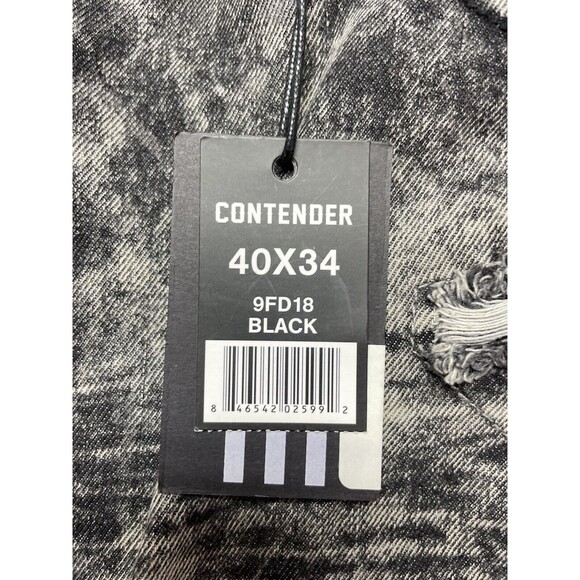 CONTENDER
40X34
9FD18
BLACK
8 46542 02599 2